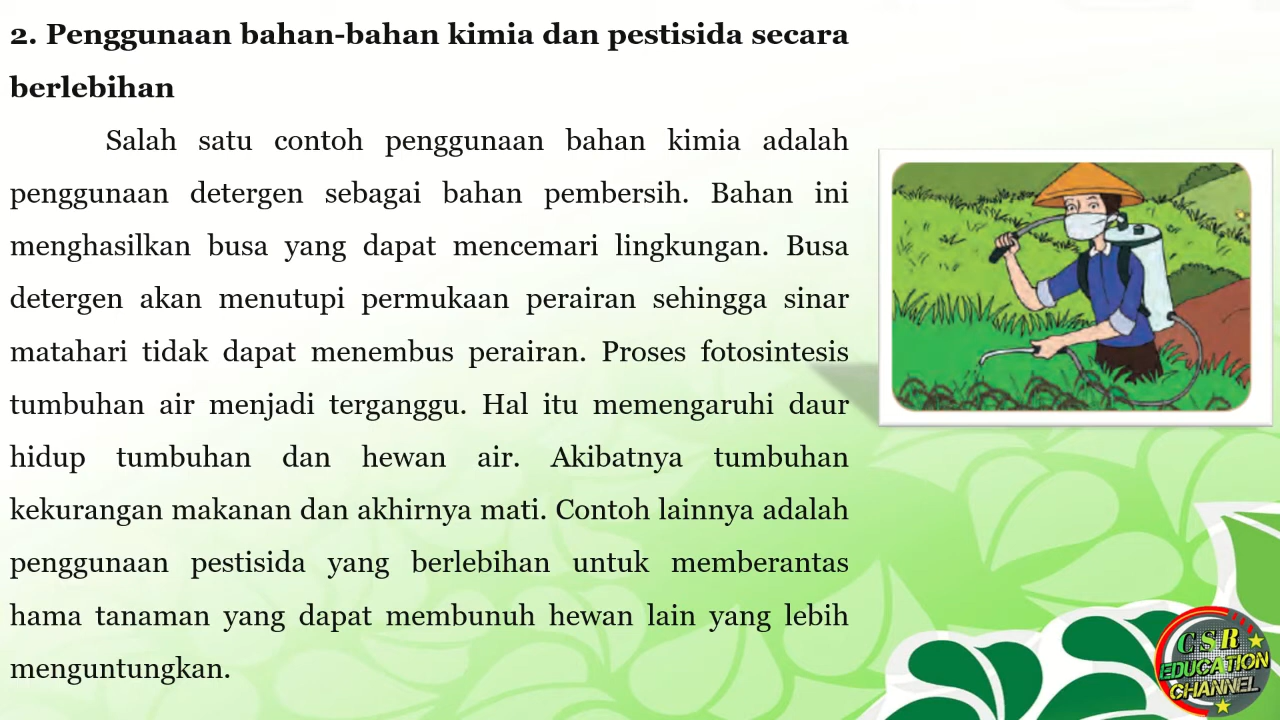 2. Penggunaan bahan-bahan kimia dan pestisida secara
berlebihan
Salah satu contoh penggunaan bahan kimia adalah
penggunaan detergen sebagai bahan pembersih. Bahan ini
menghasilkan busa yang dapat mencemari lingkungan. Busa
detergen akan menutupi permukaan perairan sehingga sinar
matahari tidak dapat menembus perairan. Proses fotosintesis
tumbuhan air menjadi terganggu. Hal itu memengaruhi daur
hidup tumbuhan dan hewan air. Akibatnya tumbuhan
kekurangan makanan dan akhirnya mati. Contoh lainnya adalah
penggunaan pestisida yang berlebihan untuk memberantas
hama tanaman yang dapat membunuh hewan lain yang lebih
menguntungkan.
CSR
EDUCATION
CHANNEL